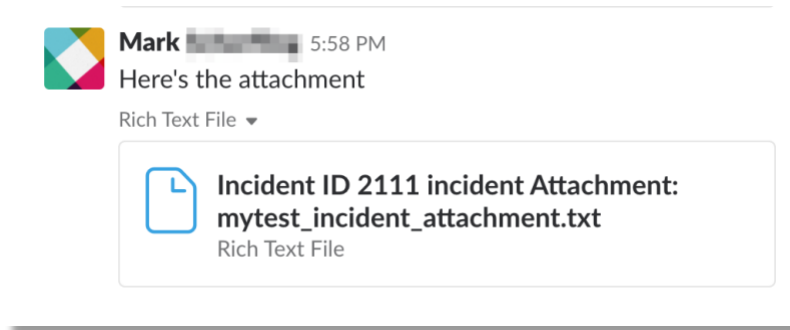 Mark 5:58 PM
Here's the attachment
Rich Text File
Incident ID 2111 incident Attachment:
mytest_incident_attachment.txt
Rich Text File